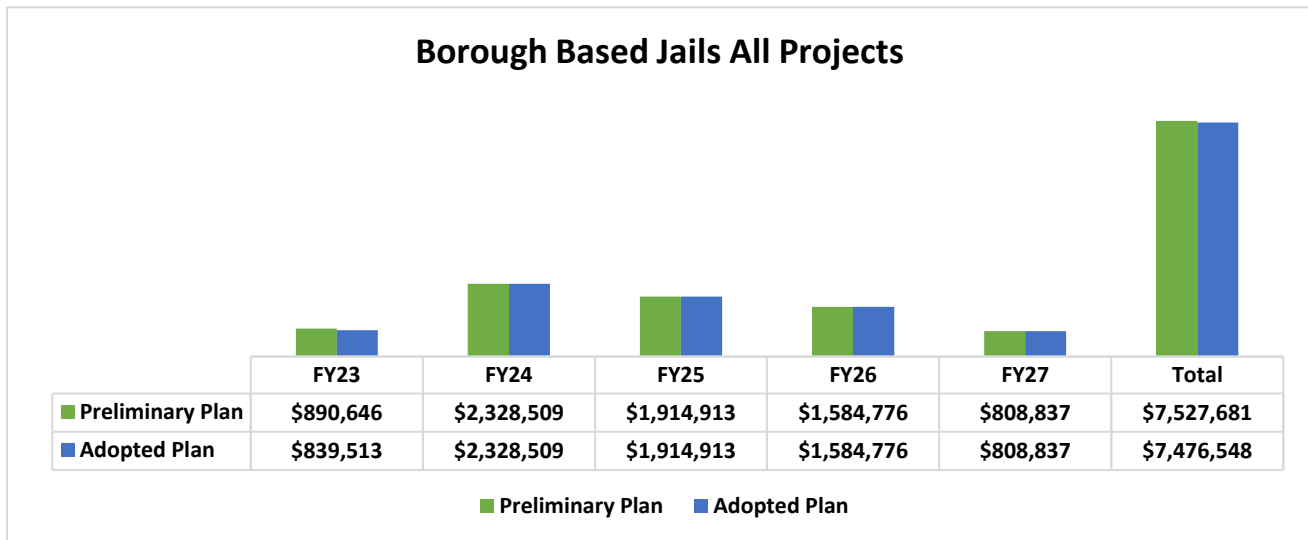 Borough Based Jails All Projects
FY23 FY24 FY25 FY26 FY27 Total
Preliminary Plan $890,646 $2,328,509 $1,914,913 $1,584,776 $808,837 $7,527,681
Adopted Plan $839,513 $2,328,509 $1,914,913 $1,584,776 $808,837 $7,476,548
Preliminary Plan Adopted Plan